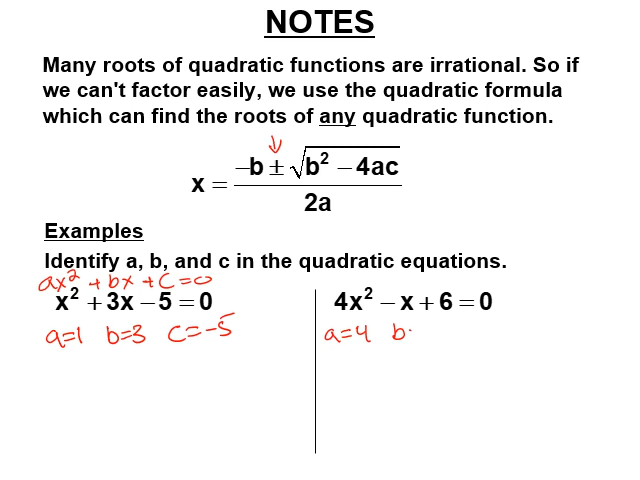 NOTES
Many roots of quadratic functions are irrational. So if
we can't factor easily, we use the quadratic formula
which can find the roots of any quadratic function.
x = (–b ± √(b² – 4ac)) / 2a
Examples
Identify a, b, and c in the quadratic equations.
ax² + bx + c = 0
x² + 3x – 5 = 0
a=1 b=3 c=-5
4x² – x + 6 = 0
a=4 b